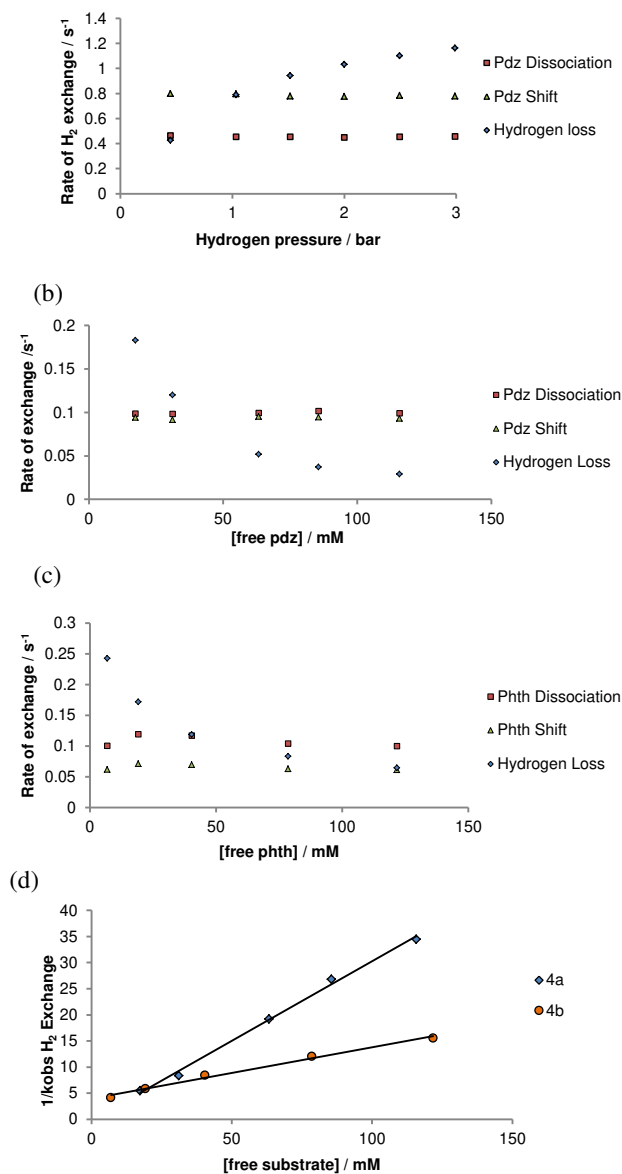 1.4
1.2
1
0.8
0.6
0.4
0.2
0
0 1 2 3
Rate of H2 exchange / s-1
Hydrogen pressure / bar
Pdz Dissociation
Pdz Shift
Hydrogen loss
(b)
0.2
0.15
0.1
0.05
0
0 50 100 150
Rate of exchange /s-1
[free pdz] / mM
Pdz Dissociation
Pdz Shift
Hydrogen Loss
(c)
0.3
0.25
0.2
0.15
0.1
0.05
0
0 50 100 150
Rate of exchange / s-1
[free phth] / mM
Phth Dissociation
Phth Shift
Hydrogen Loss
(d)
40
35
30
25
20
15
10
5
0
0 50 100 150
1/kobs H2 Exchange
[free substrate] / mM
4a
4b